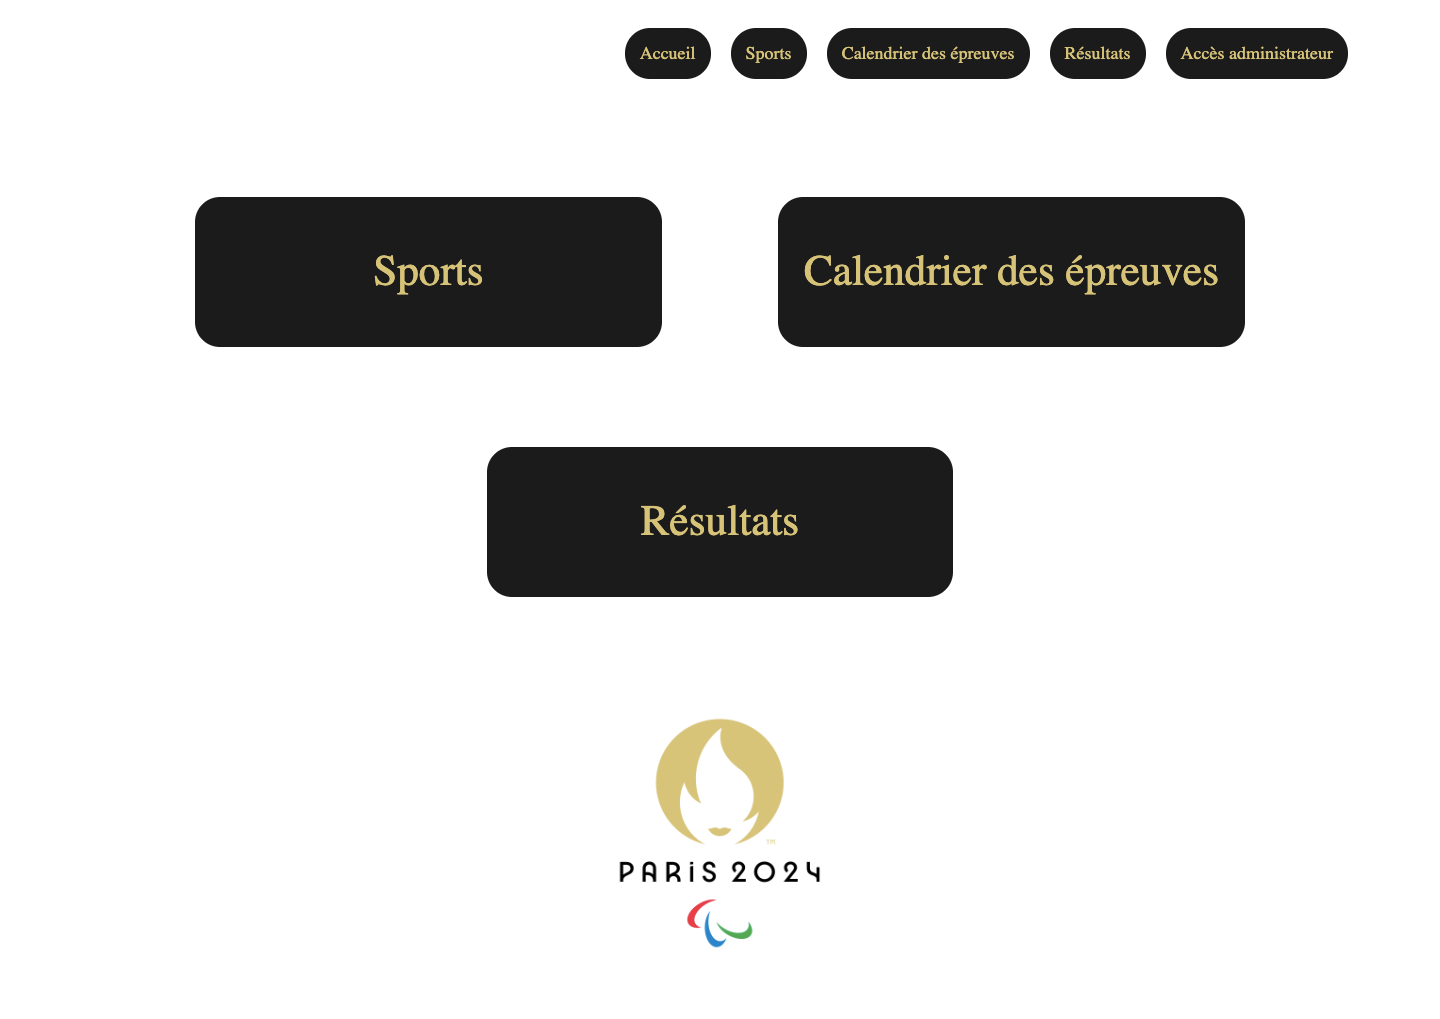 Accueil Sports Calendrier des épreuves Résultats Accès administrateur
Sports
Calendrier des épreuves
Résultats
TM
PARiS 2024